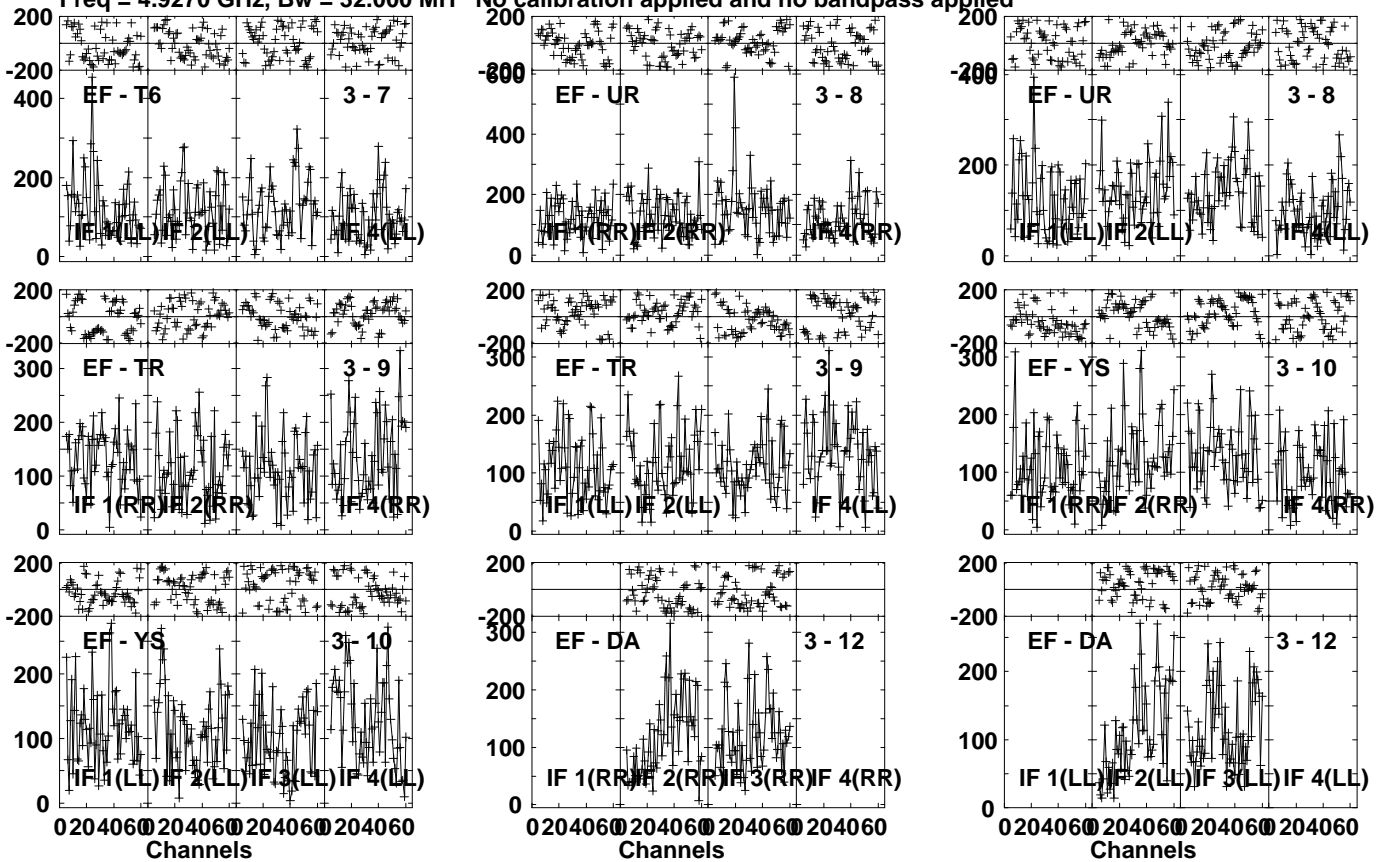 Freq = 4.9270 GHz, Bw = 32.000 MH No calibration applied and no bandpass applied
200
-200
EF - T6
3 - 7
400
200
0
IF 1(LL)
IF 2(LL)
IF 4(LL)
200
-200
600
EF - UR
3 - 8
400
200
0
IF 1(RR)
IF 2(RR)
IF 4(RR)
200
-200
400
EF - UR
3 - 8
200
0
IF 1(LL)
IF 2(LL)
IF 4(LL)
200
-200
EF - TR
3 - 9
300
200
100
0
IF 1(RR)
IF 2(RR)
IF 4(RR)
200
-200
EF - TR
3 - 9
300
200
100
0
IF 1(LL)
IF 2(LL)
IF 4(LL)
200
-200
EF - YS
3 - 10
300
200
100
0
IF 1(RR)
IF 2(RR)
IF 4(RR)
200
-200
EF - YS
3 - 10
200
100
0
IF 1(LL)
IF 2(LL)
IF 3(LL)
IF 4(LL)
0 20 40 60 0 20 40 60 0 20 40 60 0 20 40 60
Channels
200
-200
EF - DA
3 - 12
300
200
100
0
IF 1(RR)
IF 2(RR)
IF 3(RR)
IF 4(RR)
0 20 40 60 0 20 40 60 0 20 40 60 0 20 40 60
Channels
200
-200
EF - DA
3 - 12
200
100
0
IF 1(LL)
IF 2(LL)
IF 3(LL)
IF 4(LL)
0 20 40 60 0 20 40 60 0 20 40 60 0 20 40 60
Channels